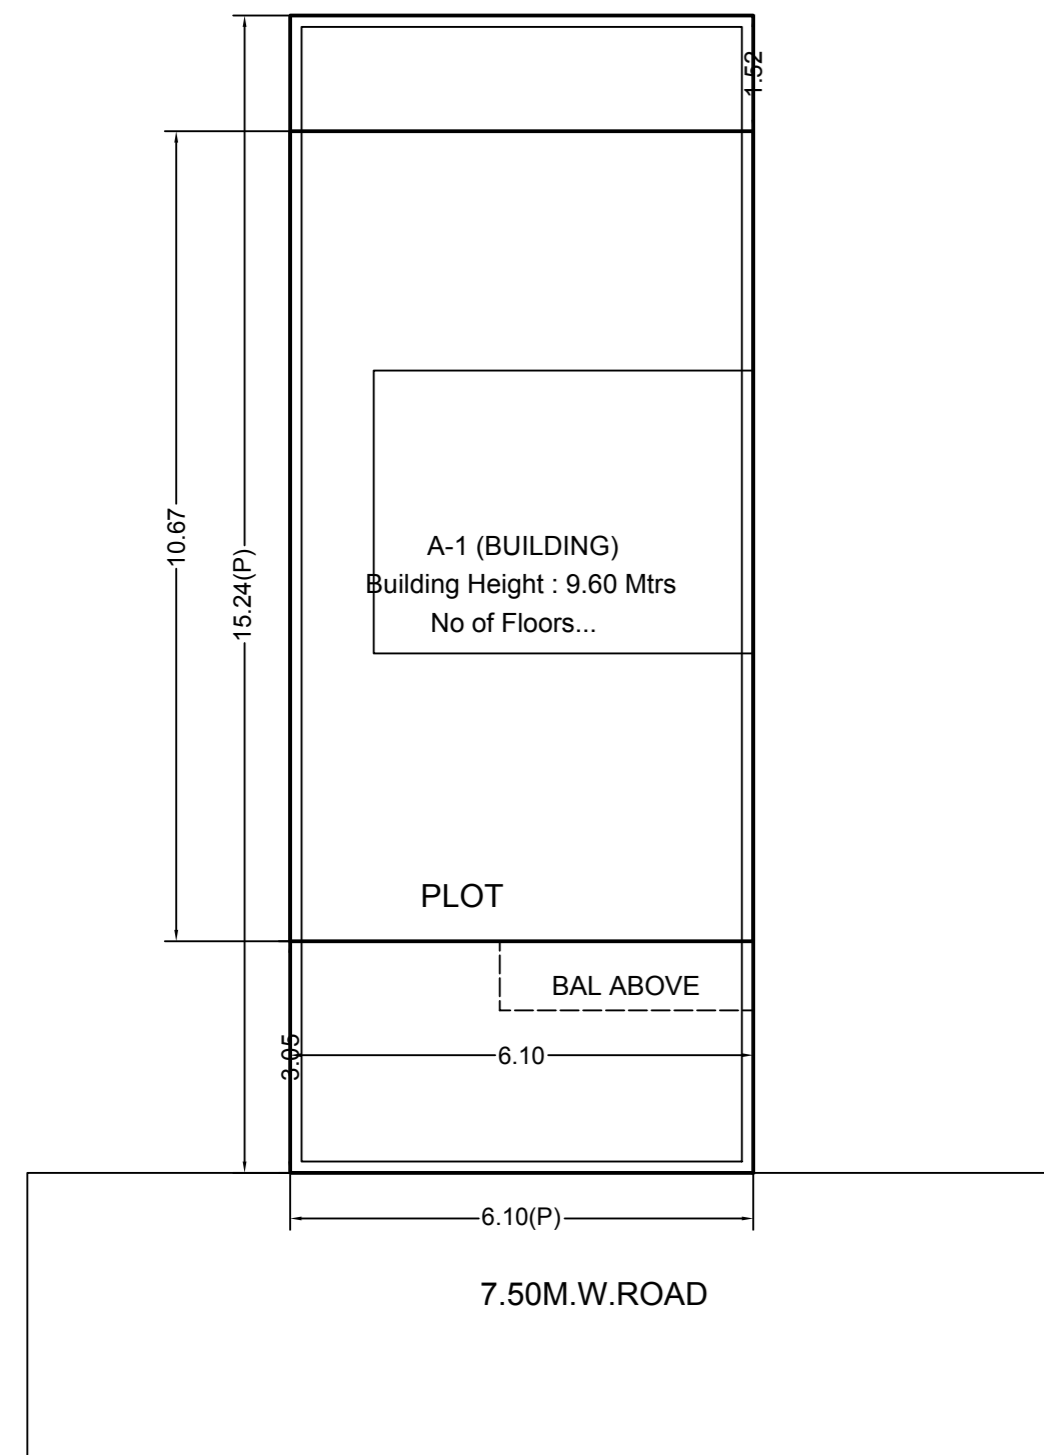 1.52
10.67
15.24(P)
A-1 (BUILDING)
Building Height : 9.60 Mtrs
No of Floors...
PLOT
BAL ABOVE
3.05
6.10
6.10(P)
7.50M.W.ROAD